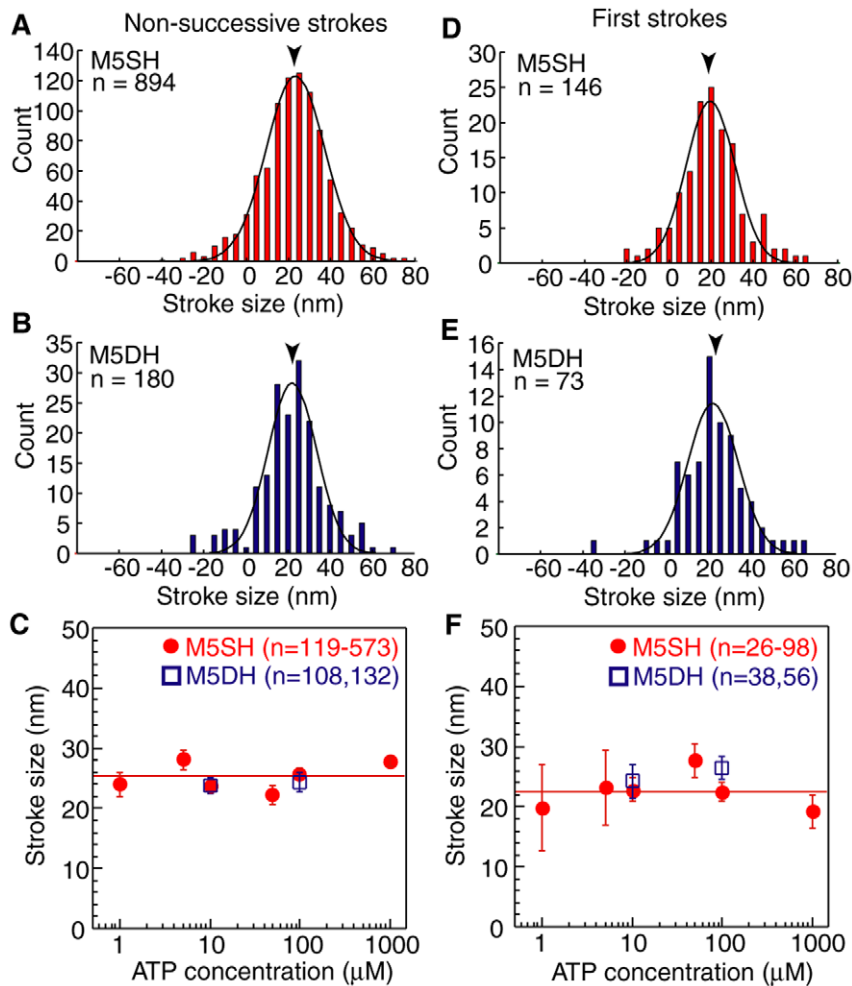 Non-successive strokes
A
M5SH
n = 894
Count
140
120
100
80
60
40
20
0
-60 -40 -20 0 20 40 60 80
Stroke size (nm)
B
M5DH
n = 180
Count
35
30
25
20
15
10
5
0
-60 -40 -20 0 20 40 60 80
Stroke size (nm)
C
M5SH (n=119-573)
M5DH (n=108,132)
Stroke size (nm)
50
40
30
20
10
0
1 10 100 1000
ATP concentration (μM)
First strokes
D
M5SH
n = 146
Count
30
25
20
15
10
5
0
-60 -40 -20 0 20 40 60 80
Stroke size (nm)
E
M5DH
n = 73
Count
16
14
12
10
8
6
4
2
0
-60 -40 -20 0 20 40 60 80
Stroke size (nm)
F
M5SH (n=26-98)
M5DH (n=38,56)
Stroke size (nm)
50
40
30
20
10
0
1 10 100 1000
ATP concentration (μM)